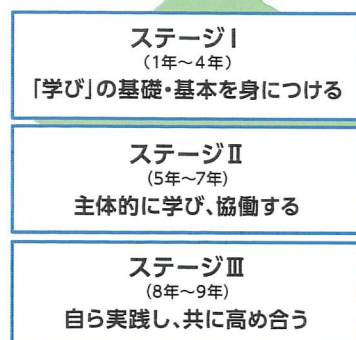 ステージⅠ
（1年～4年）
「学び」の基礎・基本を身につける
ステージⅡ
（5年～7年）
主体的に学び、協働する
ステージⅢ
（8年～9年）
自ら実践し、共に高め合う